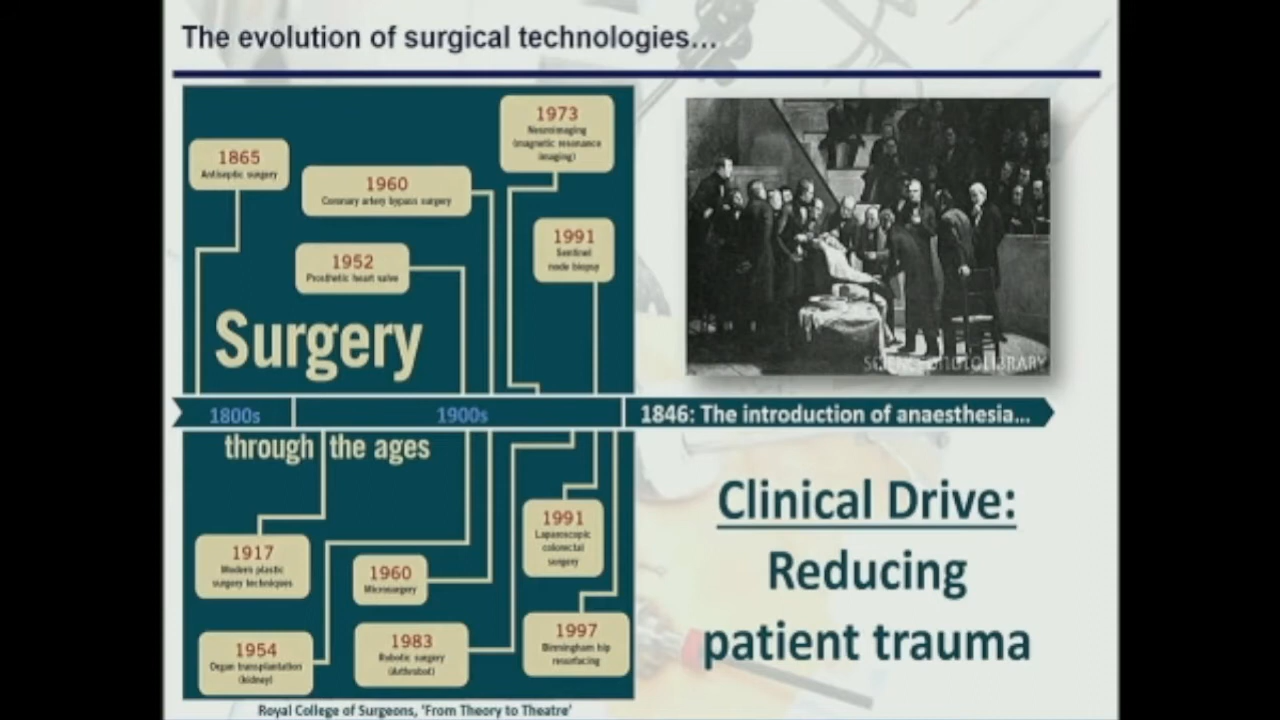 The evolution of surgical technologies...
1865
Antiseptic surgery
1960
Coronary artery bypass surgery
1952
Prosthetic heart valve
1973
Neuroimaging
(magnetic resonance
imaging)
1991
Sentinel
node biopsy
Surgery
1800s
1900s
through the ages
1917
Modern plastic
surgery techniques
1954
Organ transplantation
(kidney)
1960
Microsurgery
1983
Robotic surgery
(Arthrobot)
1991
Laparoscopic
colorectal
surgery
1997
Birmingham hip
resurfacing
Royal College of Surgeons, 'From Theory to Theatre'
SCIENCEPHOTOLIBRARY
1846: The introduction of anaesthesia...
Clinical Drive:
Reducing
patient trauma